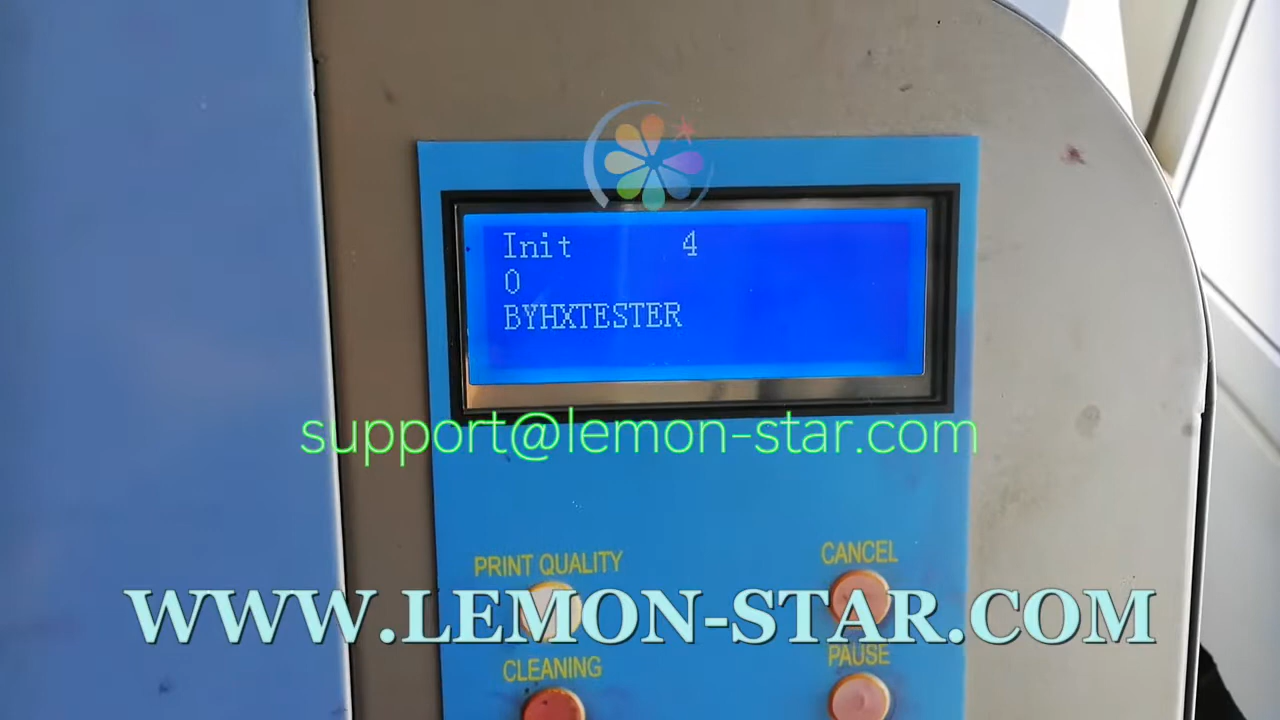 Init 4
0
BYHXTESTER
support@lemon-star.com
PRINT QUALITY
CANCEL
WWW.LEMON-STAR.COM
CLEANING
PAUSE